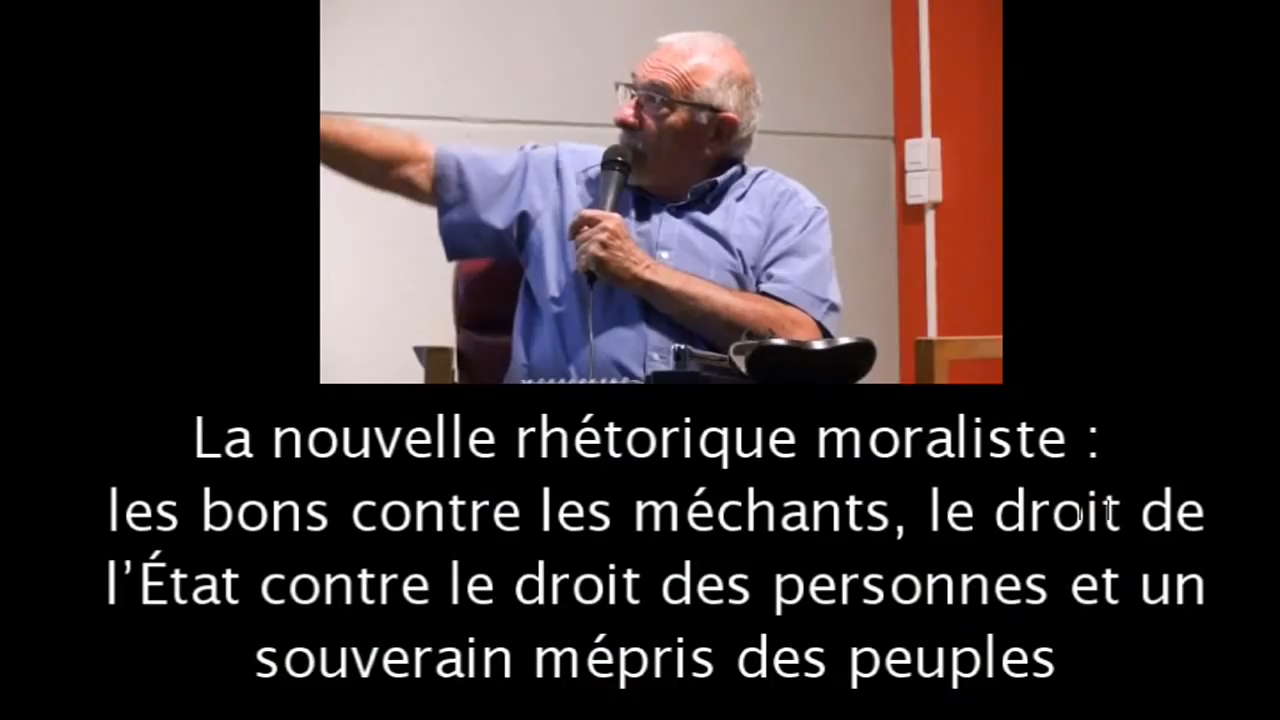 La nouvelle rhétorique moraliste :
les bons contre les méchants, le droit de
l’État contre le droit des personnes et un
souverain mépris des peuples